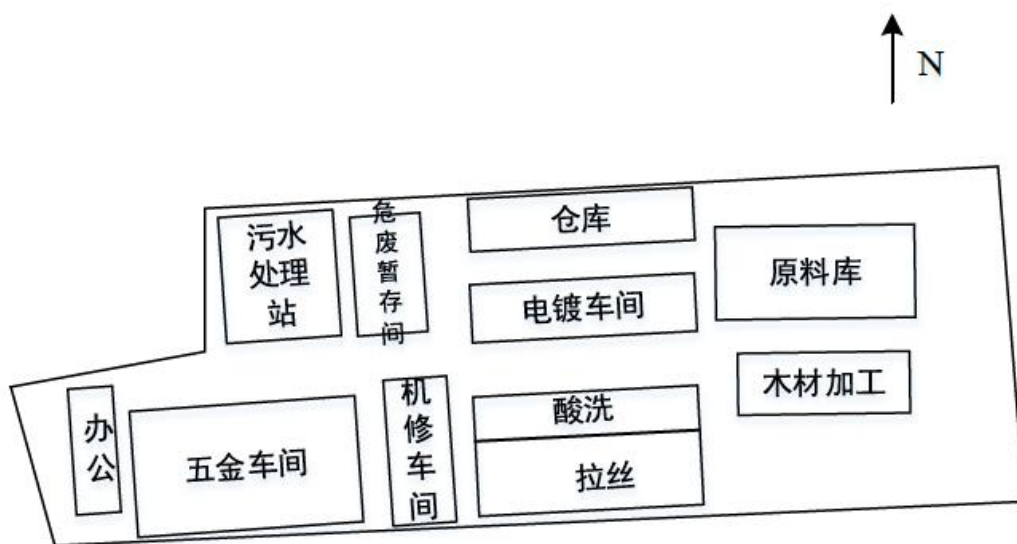 N
污水
处理
站
危
废
暂
存
间
仓库
原料库
电镀车间
木材加工
办
公
五金车间
机
修
车
间
酸洗
拉丝